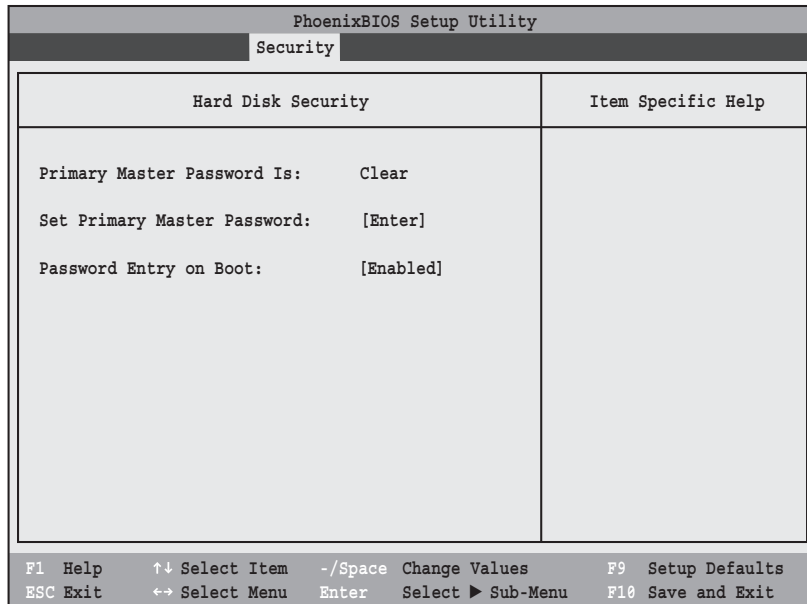 PhoenixBIOS Setup Utility
Security
Hard Disk Security
Item Specific Help
Primary Master Password Is: Clear
Set Primary Master Password: [Enter]
Password Entry on Boot: [Enabled]
F1 Help ↑↓ Select Item -/Space Change Values F9 Setup Defaults
ESC Exit ←→ Select Menu Enter Select ▶ Sub-Menu F10 Save and Exit